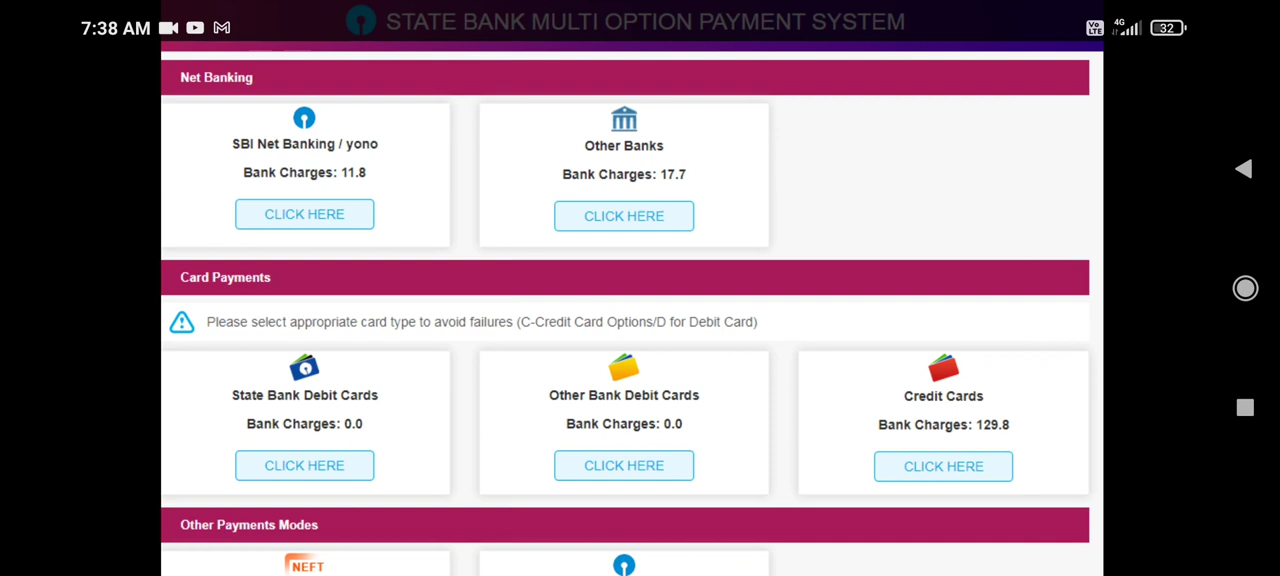 7:38 AM
Vo LTE
4G
32
STATE BANK MULTI OPTION PAYMENT SYSTEM
Net Banking
SBI Net Banking / yono
Bank Charges: 11.8
CLICK HERE
Other Banks
Bank Charges: 17.7
CLICK HERE
Card Payments
Please select appropriate card type to avoid failures (C-Credit Card Options/D for Debit Card)
State Bank Debit Cards
Bank Charges: 0.0
CLICK HERE
Other Bank Debit Cards
Bank Charges: 0.0
CLICK HERE
Credit Cards
Bank Charges: 129.8
CLICK HERE
Other Payments Modes
NEFT